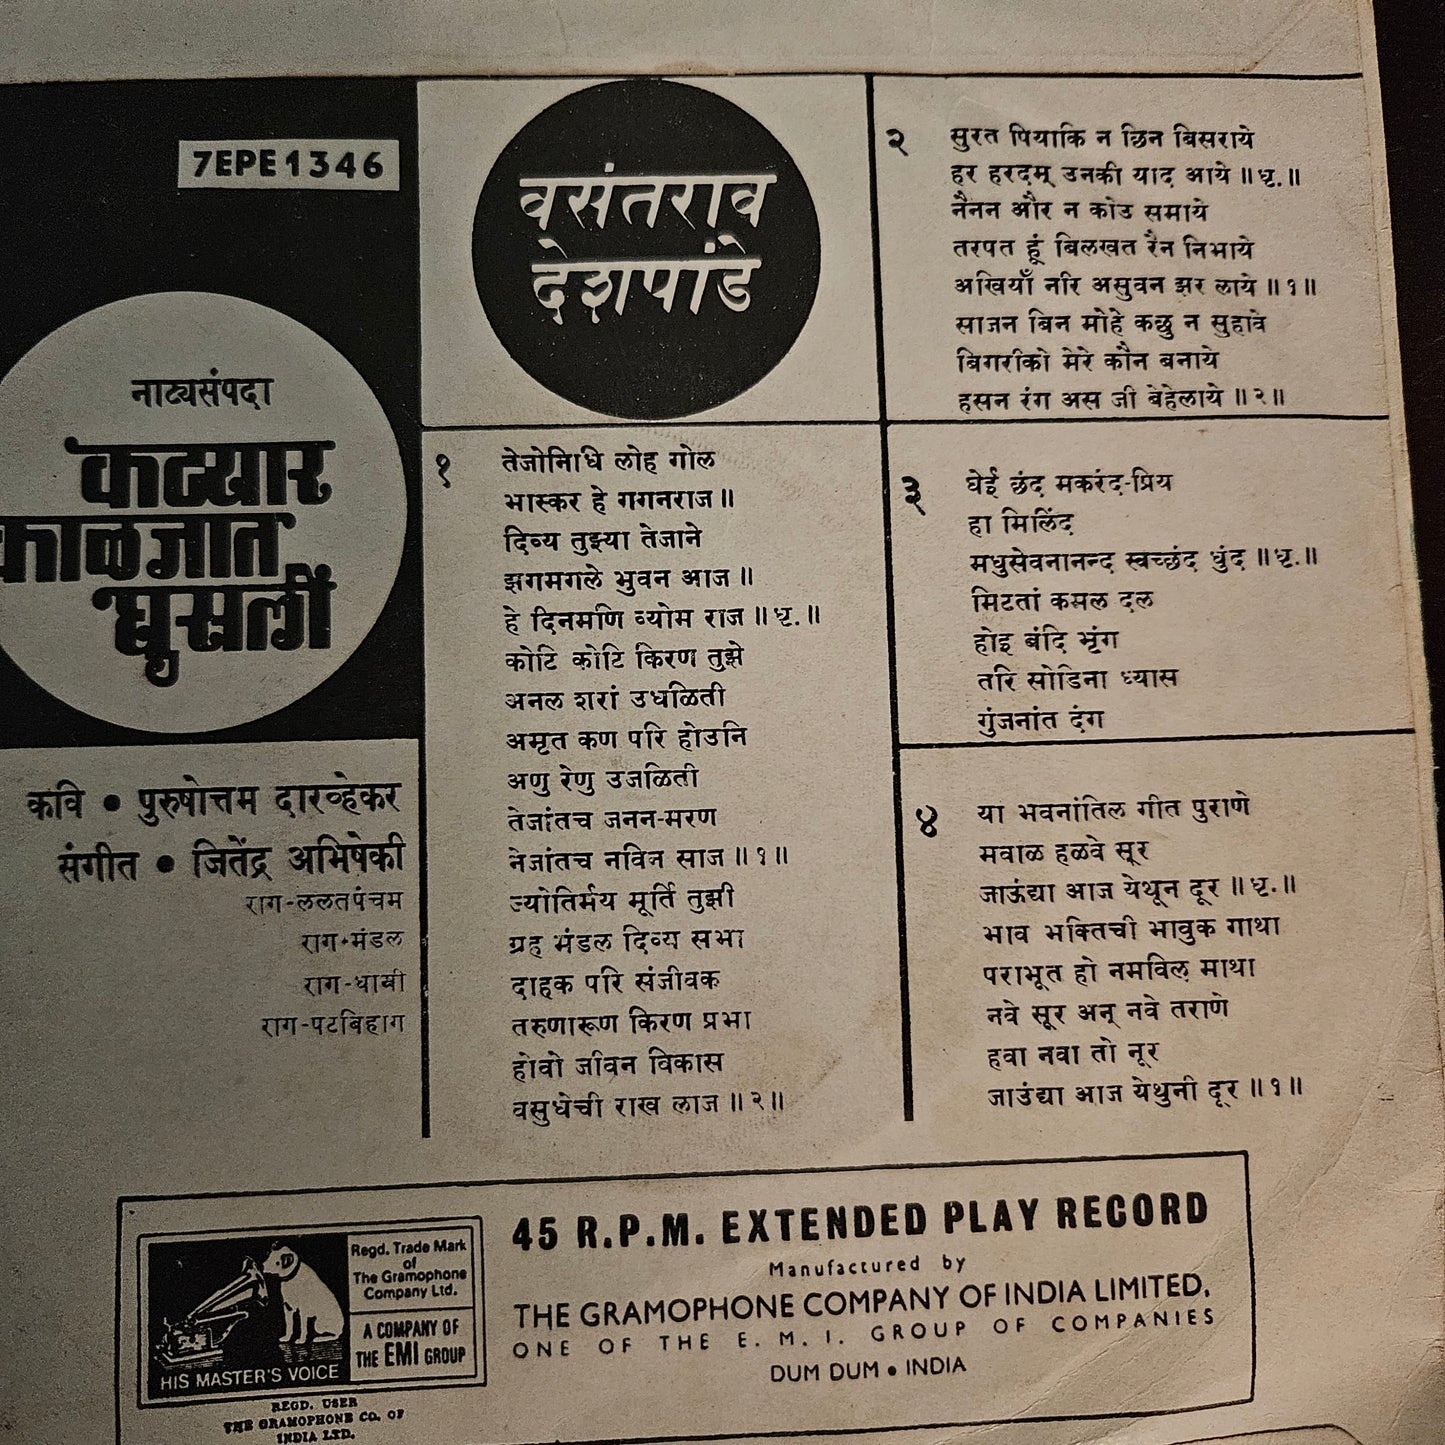 7EPE1346
नाट्यसंपदा
कट्यार
काळजात
घुसली
कवि • पुरुषोत्तम दारव्हेकर
संगीत • जितेंद्र अभिषेकी
राग-ललतपंचम
राग-मंडल
राग-धानी
राग-पटबिहाग
वसंतराव
देशपांडे
१
तेजोनिधि लोह गोल
भास्कर हे गगनराज॥
दिव्य तुझ्या तेजाने
झगमगले भुवन आज॥
हे दिनमणि व्योम राज॥धृ.॥
कोटि कोटि किरण तुझे
अनल शरां उधळिती
अमृत कण परि होउनि
अणु रेणु उजळिती
तेजांतच जनन-मरण
नेजांतच नविन साज॥१॥
ज्योतिर्मय मूर्ति तुझी
ग्रह मंडल दिव्य सभा
दाहक परि संजीवक
तरुणारूण किरण प्रभा
होवो जीवन विकास
वसुधेची राख लाज॥२॥
२
सुरत पियाकि न छिन बिसराये
हर हरदम् उनकी याद आये॥धृ.॥
नैनन और न कोउ समाये
तरपत हूं बिलखत रैन निभाये
अखियाँ नरि असुवन झर लाये॥१॥
साजन बिन मोहे कछु न सुहावे
बिगरीको मेरे कौन बनाये
हसन रंग अस जी बेहेलाये॥२॥
३
घेई छंद मकरंद-प्रिय
हा मिलिंद
मधुसेवनानन्द स्वच्छंद धुंद॥धृ.॥
मिटतां कमल दल
होइ बंदि भृंग
तरि सोडिना ध्यास
गुंजनांत दंग
४
या भवनांतिल गीत पुराणे
मवाळ हळवे सूर
जाऊंद्या आज येथून दूर॥धृ.॥
भाव भक्तिची भावुक गाथा
पराभूत हो नमविल माथा
नवे सूर अन् नवे तराणे
हवा नवा तो नूर
जाउंद्या आज येथुनी दूर॥१॥
HIS MASTER'S VOICE
Regd. Trade Mark
of
The Gramophone
Company Ltd.
A COMPANY OF
THE EMI GROUP
REGD. USER
THE GRAMOPHONE CO. OF
INDIA LTD.
45 R.P.M. EXTENDED PLAY RECORD
Manufactured by
THE GRAMOPHONE COMPANY OF INDIA LIMITED.
ONE OF THE E.M.I. GROUP OF COMPANIES
DUM DUM • INDIA